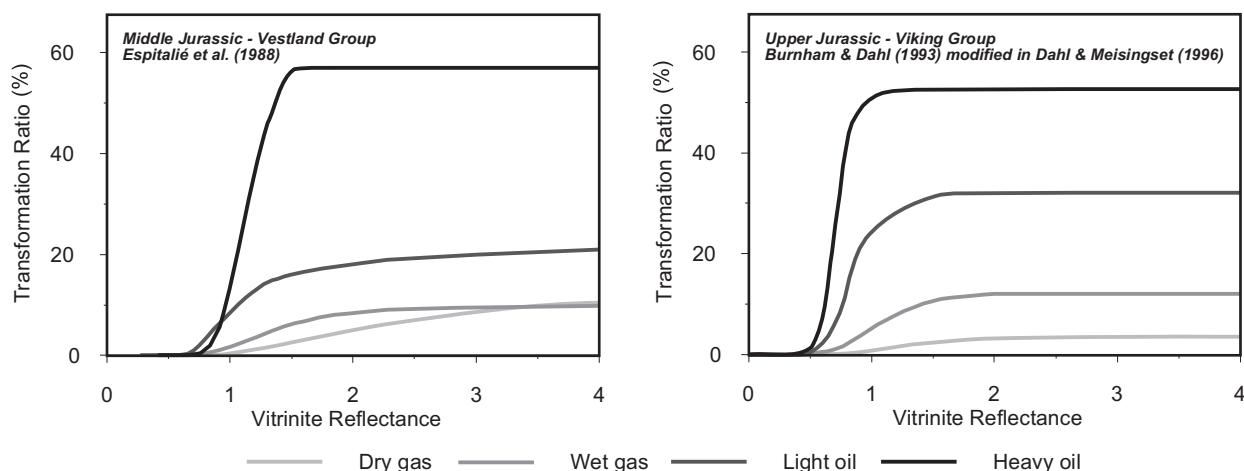 Middle Jurassic - Vestland Group
Espitalié et al. (1988)
Transformation Ratio (%)
60
40
20
0
0 1 2 3 4
Vitrinite Reflectance
Upper Jurassic - Viking Group
Burnham & Dahl (1993) modified in Dahl & Meisingset (1996)
Transformation Ratio (%)
60
40
20
0
0 1 2 3 4
Vitrinite Reflectance
Dry gas Wet gas Light oil Heavy oil